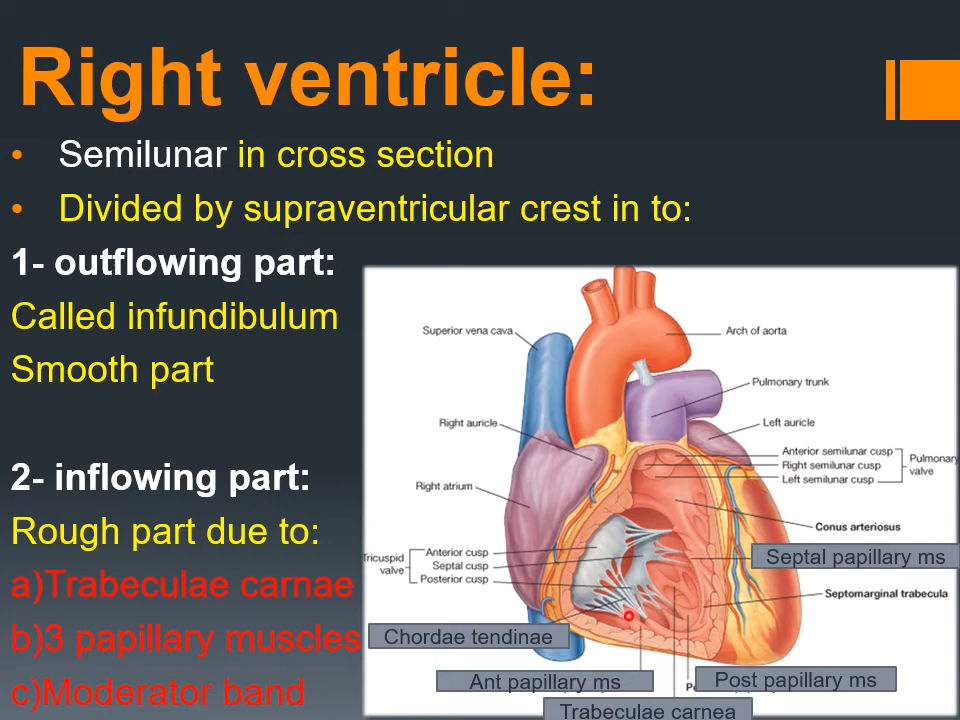 Right ventricle:
• Semilunar in cross section
• Divided by supraventricular crest in to:
1- outflowing part:
Called infundibulum
Smooth part
2- inflowing part:
Rough part due to:
a)Trabeculae carnae
b)3 papillary muscles
c)Moderator band
Superior vena cava
Arch of aorta
Pulmonary trunk
Right auricle
Left auricle
Anterior semilunar cusp
Right semilunar cusp
Left semilunar cusp
Pulmonary
valve
Right atrium
Conus arteriosus
Tricuspid
valve
Anterior cusp
Septal cusp
Posterior cusp
Septal papillary ms
Septomarginal trabecula
Chordae tendinae
Ant papillary ms
Post papillary ms
Trabeculae carnea